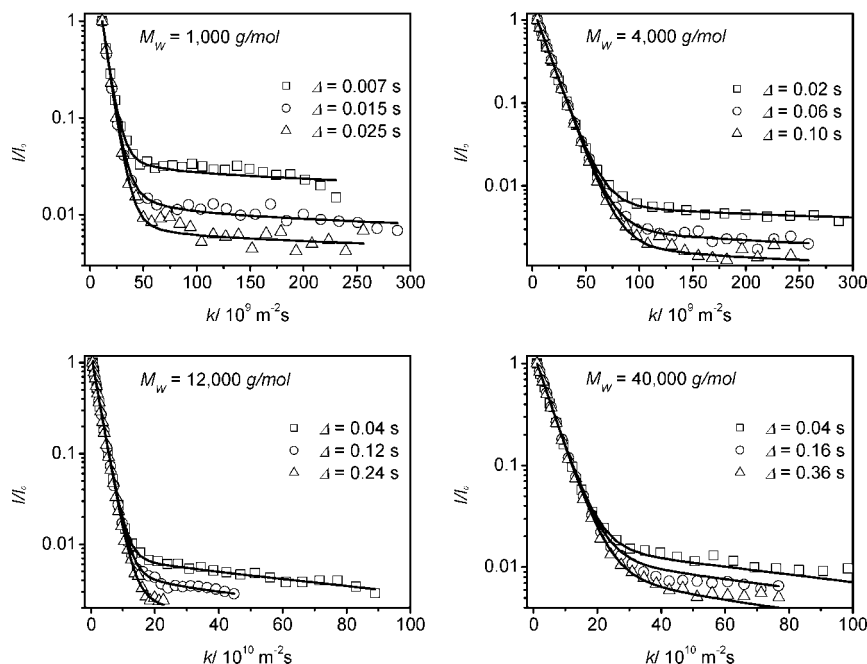 M_W = 1,000 g/mol
Δ = 0.007 s
Δ = 0.015 s
Δ = 0.025 s
I/I₀
1
0.1
0.01
0 50 100 150 200 250 300
k/ 10⁹ m⁻²s
M_W = 4,000 g/mol
Δ = 0.02 s
Δ = 0.06 s
Δ = 0.10 s
I/I₀
1
0.1
0.01
0 50 100 150 200 250 300
k/ 10⁹ m⁻²s
M_W = 12,000 g/mol
Δ = 0.04 s
Δ = 0.12 s
Δ = 0.24 s
I/I₀
1
0.1
0.01
0 20 40 60 80 100
k/ 10¹⁰ m⁻²s
M_W = 40,000 g/mol
Δ = 0.04 s
Δ = 0.16 s
Δ = 0.36 s
I/I₀
1
0.1
0.01
0 20 40 60 80 100
k/ 10¹⁰ m⁻²s